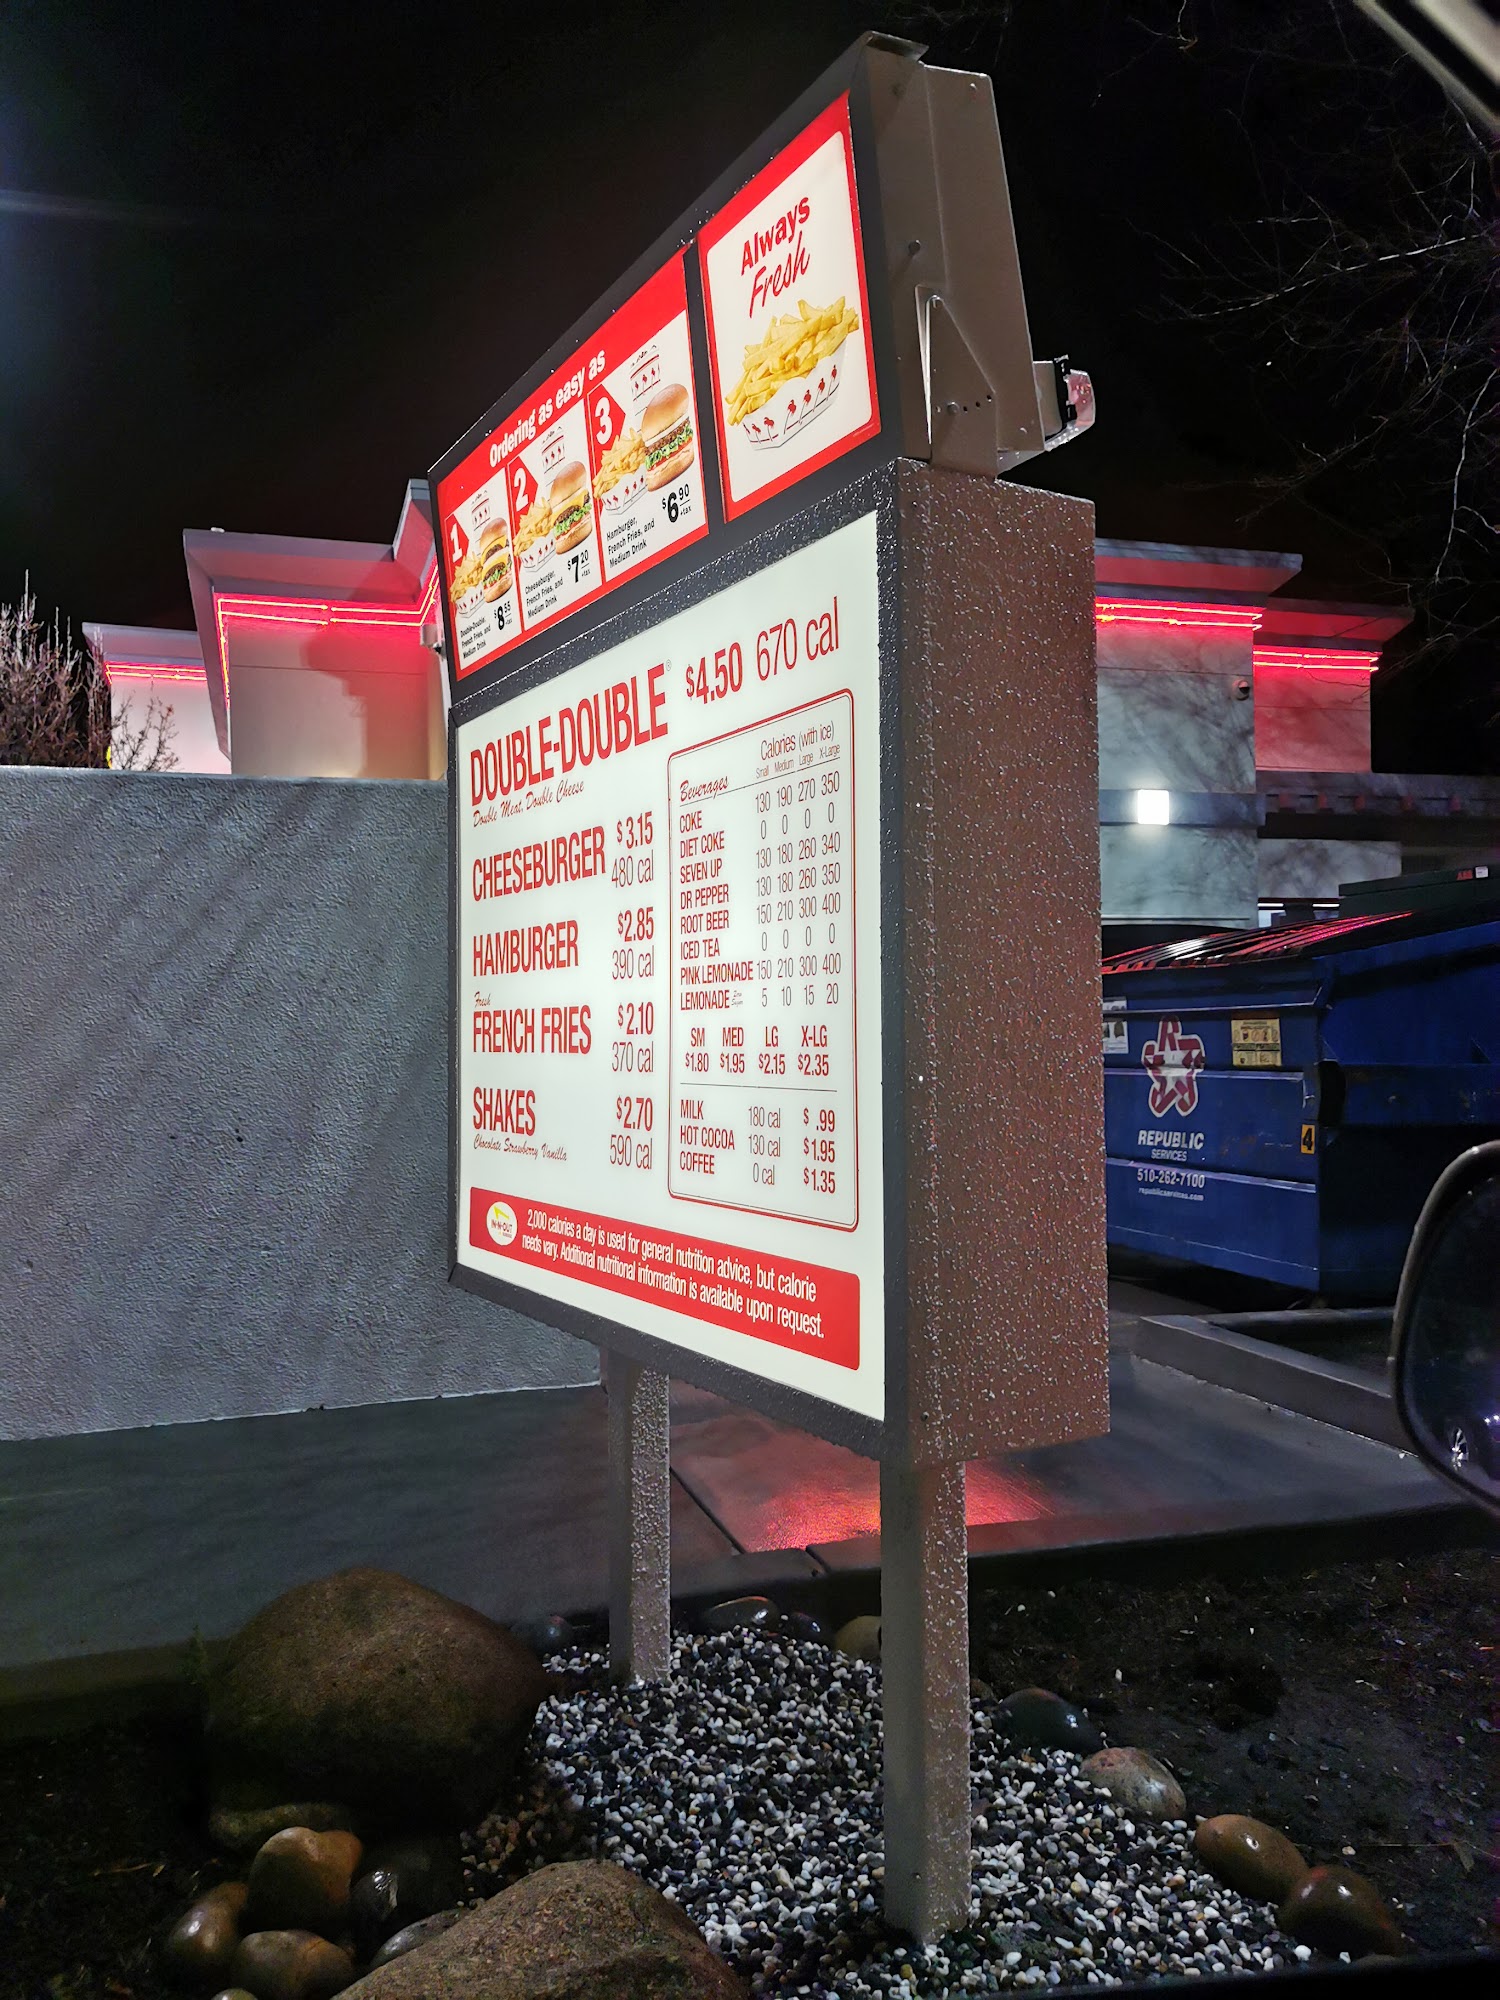 Always
Fresh
Ordering as easy as
1
Double-Double,
French Fries, and
Medium Drink
$8.55
+tax
2
Cheeseburger,
French Fries, and
Medium Drink
$7.20
+tax
3
Hamburger,
French Fries, and
Medium Drink
$6.90
+tax
DOUBLE-DOUBLE® $4.50 670 cal
Double Meat, Double Cheese
CHEESEBURGER $3.15
480 cal
HAMBURGER $2.85
390 cal
Fresh
FRENCH FRIES $2.10
370 cal
SHAKES $2.70
Chocolate Strawberry Vanilla 590 cal
Calories (with ice)
Beverages Small Medium Large X-Large
COKE 130 190 270 350
DIET COKE 0 0 0 0
SEVEN UP 130 180 260 340
DR PEPPER 130 180 260 350
ROOT BEER 150 210 300 400
ICED TEA 0 0 0 0
PINK LEMONADE 150 210 300 400
LEMONADE 5 10 15 20
SM MED LG X-LG
$1.80 $1.95 $2.15 $2.35
MILK 180 cal $ .99
HOT COCOA 130 cal $1.95
COFFEE 0 cal $1.35
IN-N-OUT
2,000 calories a day is used for general nutrition advice, but calorie
needs vary. Additional nutritional information is available upon request.
REPUBLIC
SERVICES
510-262-7100
republicservices.com
4